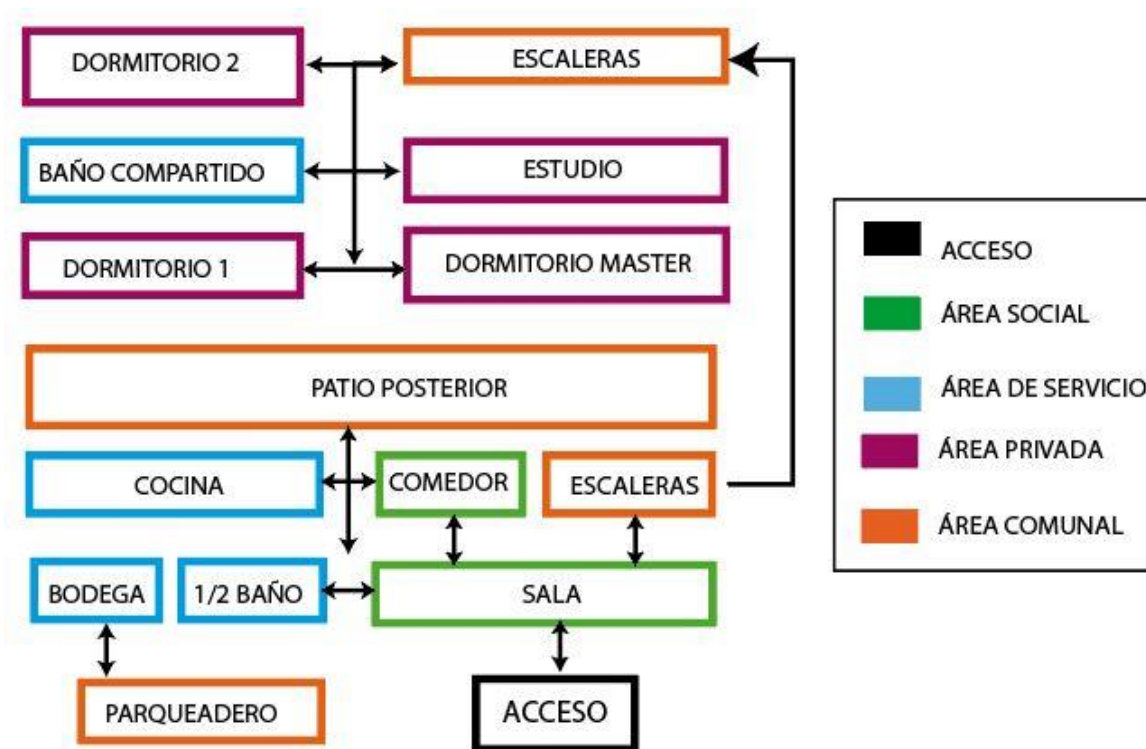 DORMITORIO 2
ESCALERAS
BAÑO COMPARTIDO
ESTUDIO
DORMITORIO 1
DORMITORIO MASTER
PATIO POSTERIOR
COCINA
COMEDOR
ESCALERAS
BODEGA
1/2 BAÑO
SALA
PARQUEADERO
ACCESO
ACCESO
ÁREA SOCIAL
ÁREA DE SERVICIO
ÁREA PRIVADA
ÁREA COMUNAL